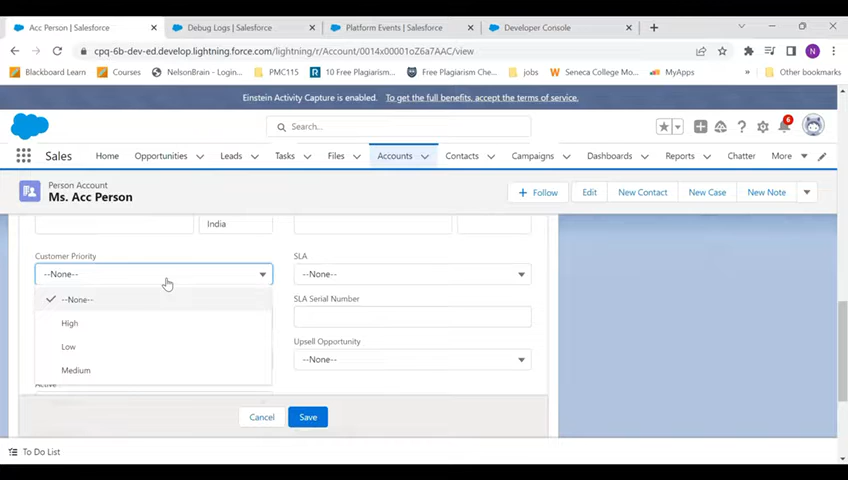 Acc Person | Salesforce
Debug Logs | Salesforce
Platform Events | Salesforce
Developer Console
cpq-6b-dev-ed.develop.lightning.force.com/lightning/r/Account/0014x00001oZ6a7AAC/view
N
Blackboard Learn
Courses
NelsonBrain - Login...
PMC115
10 Free Plagiarism...
Free Plagiarism Che...
jobs
Seneca College Mo...
MyApps
Other bookmarks
Einstein Activity Capture is enabled. To get the full benefits, accept the terms of service.
Search...
6
Sales
Home
Opportunities
Leads
Tasks
Files
Accounts
Contacts
Campaigns
Dashboards
Reports
Chatter
More
Person Account
Ms. Acc Person
Follow
Edit
New Contact
New Case
New Note
India
Customer Priority
SLA
--None--
--None--
--None--
SLA Serial Number
High
Low
Upsell Opportunity
Medium
--None--
Active
Cancel
Save
To Do List